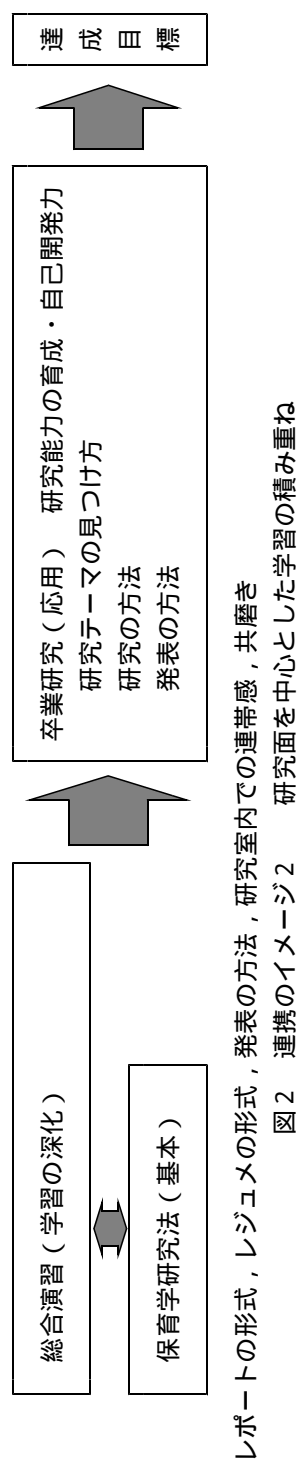 総合演習（学習の深化）
保育学研究法（基本）
卒業研究（応用）　研究能力の育成・自己開発力
研究テーマの見つけ方
研究の方法
発表の方法
達成目標
レポートの形式，レジュメの形式，発表の方法，研究室内での連帯感，共磨き
図２　連携のイメージ２　　研究面を中心とした学習の積み重ね